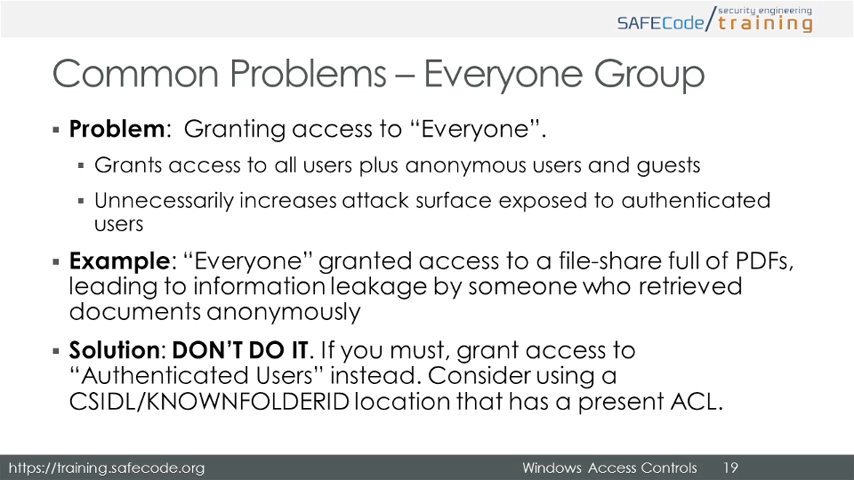 security engineering
SAFECode/training
Common Problems – Everyone Group
▪ Problem: Granting access to “Everyone”.
▪ Grants access to all users plus anonymous users and guests
▪ Unnecessarily increases attack surface exposed to authenticated
users
▪ Example: “Everyone” granted access to a file-share full of PDFs,
leading to information leakage by someone who retrieved
documents anonymously
▪ Solution: DON’T DO IT. If you must, grant access to
“Authenticated Users” instead. Consider using a
CSIDL/KNOWNFOLDERID location that has a present ACL.
https://training.safecode.org
Windows Access Controls 19